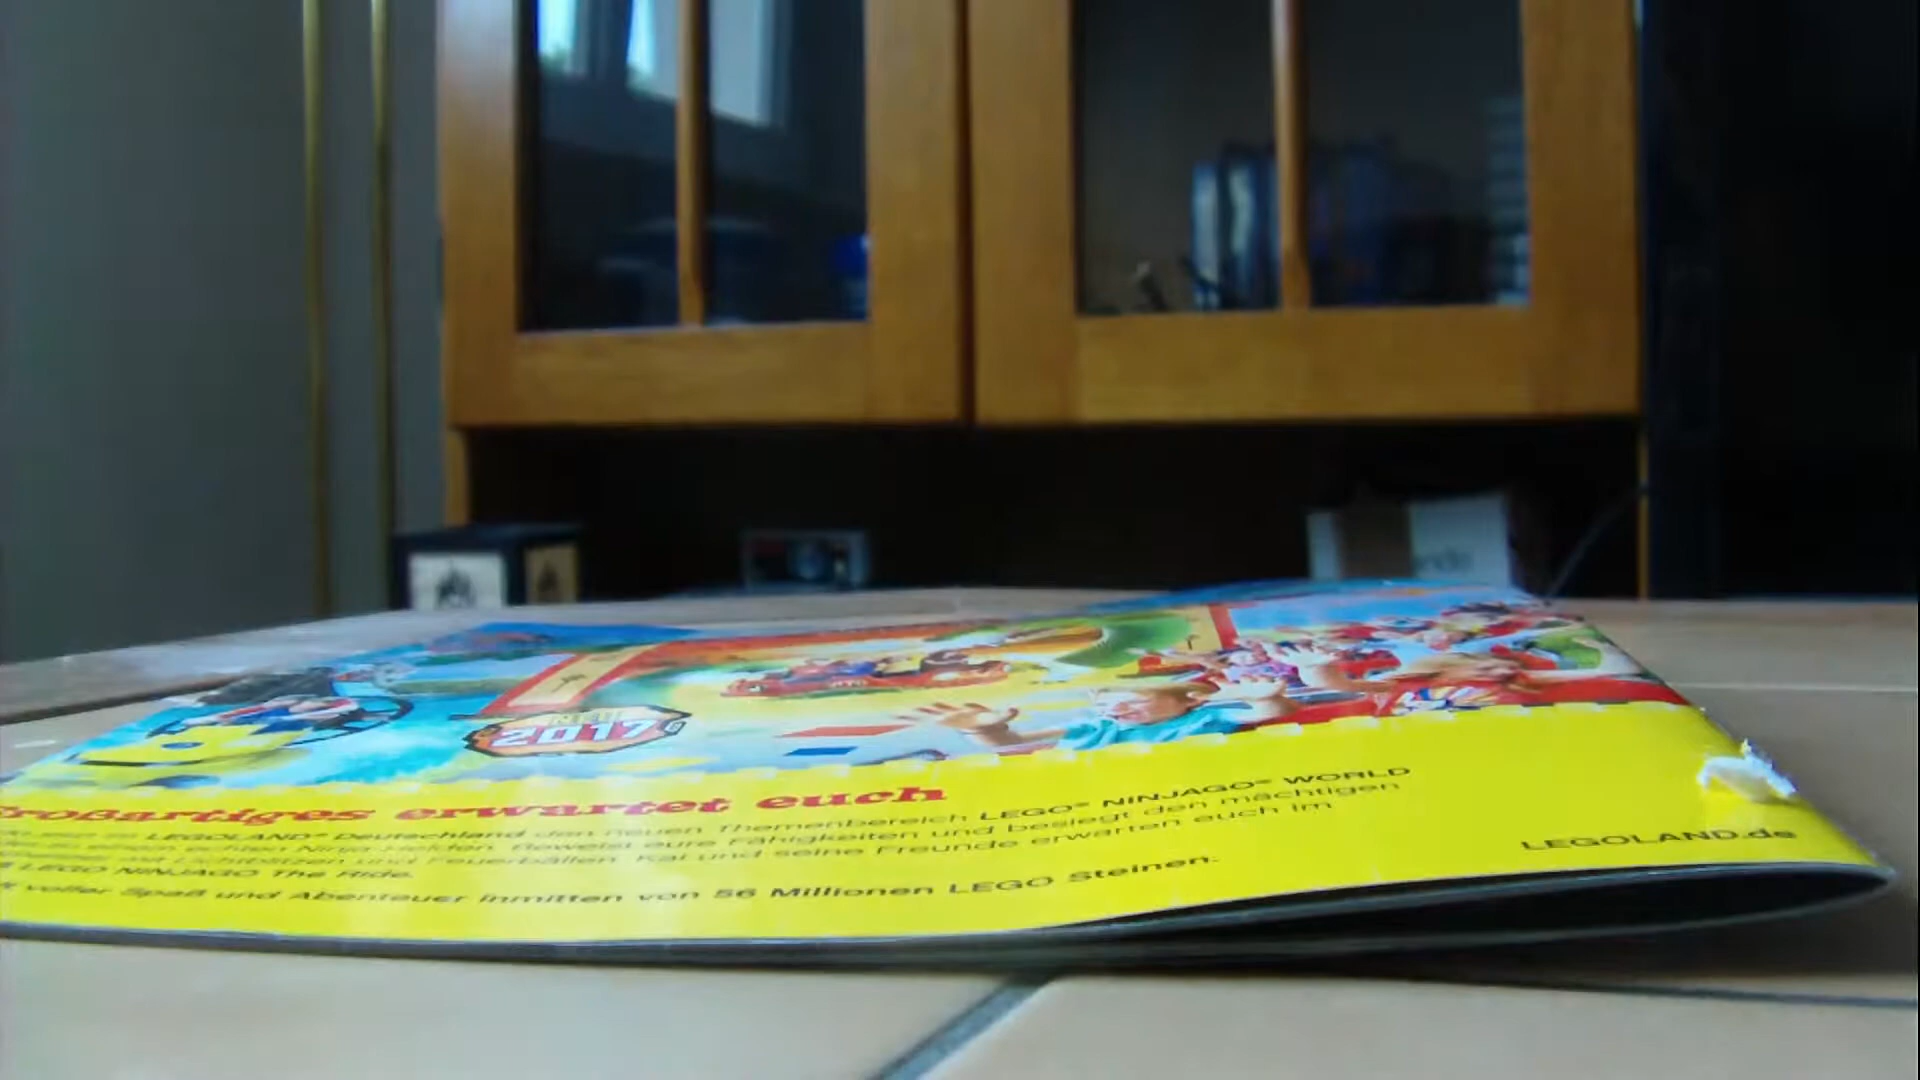 NEU
2017
Großartiges erwartet euch
LEGOLAND® Deutschland den neuen Themenbereich LEGO® NINJAGO® WORLD
echten Ninja Helden. Beweist eure Fähigkeiten und besiegt den mächtigen
mit Lichtblitzen und Feuerbällen. Kai und seine Freunde erwarten euch im
LEGO NINJAGO The Ride.
voller Spaß und Abenteuer inmitten von 56 Millionen LEGO Steinen.
LEGOLAND.de